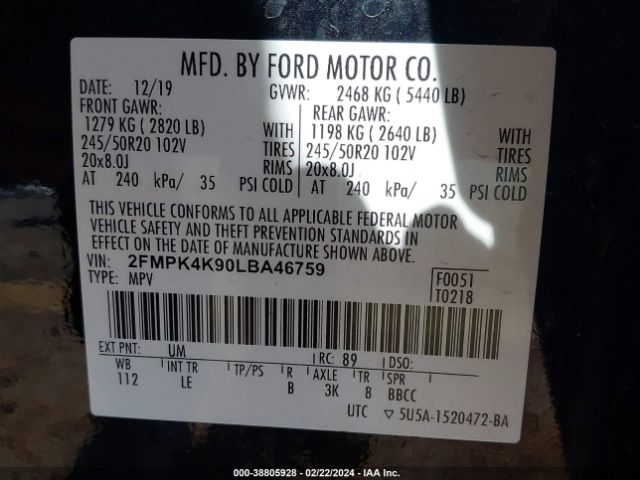 MFD. BY FORD MOTOR CO.
DATE: 12/19 GVWR: 2468 KG ( 5440 LB)
FRONT GAWR: REAR GAWR:
1279 KG ( 2820 LB) WITH 1198 KG ( 2640 LB) WITH
245/50R20 102V TIRES 245/50R20 102V TIRES
20x8.0J RIMS 20x8.0J RIMS
AT 240 kPa/ 35 PSI COLD AT 240 kPa/ 35 PSI COLD
THIS VEHICLE CONFORMS TO ALL APPLICABLE FEDERAL MOTOR
VEHICLE SAFETY AND THEFT PREVENTION STANDARDS IN
EFFECT ON THE DATE OF MANUFACTURE SHOWN ABOVE.
VIN: 2FMPK4K90LBA46759
TYPE: MPV F0051
T0218
EXT PNT: UM RC: 89 DSO:
WB INT TR TP/PS R AXLE TR SPR
112 LE B 3K 8 BBCC
UTC ▽ 5U5A-1520472-BA
000-38805928 - 02/22/2024 - IAA Inc.